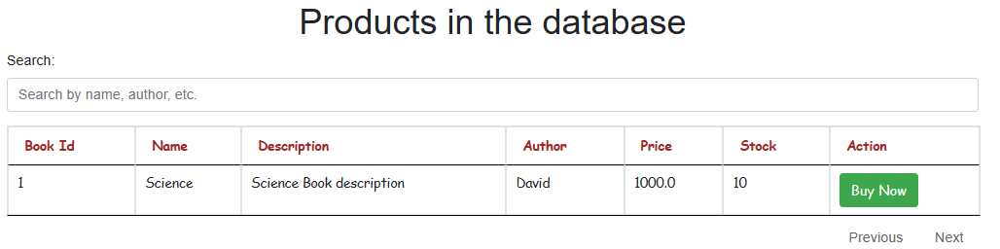 Products in the database
Search:
Search by name, author, etc.
Book Id Name Description Author Price Stock Action
1 Science Science Book description David 1000.0 10 Buy Now
Previous Next